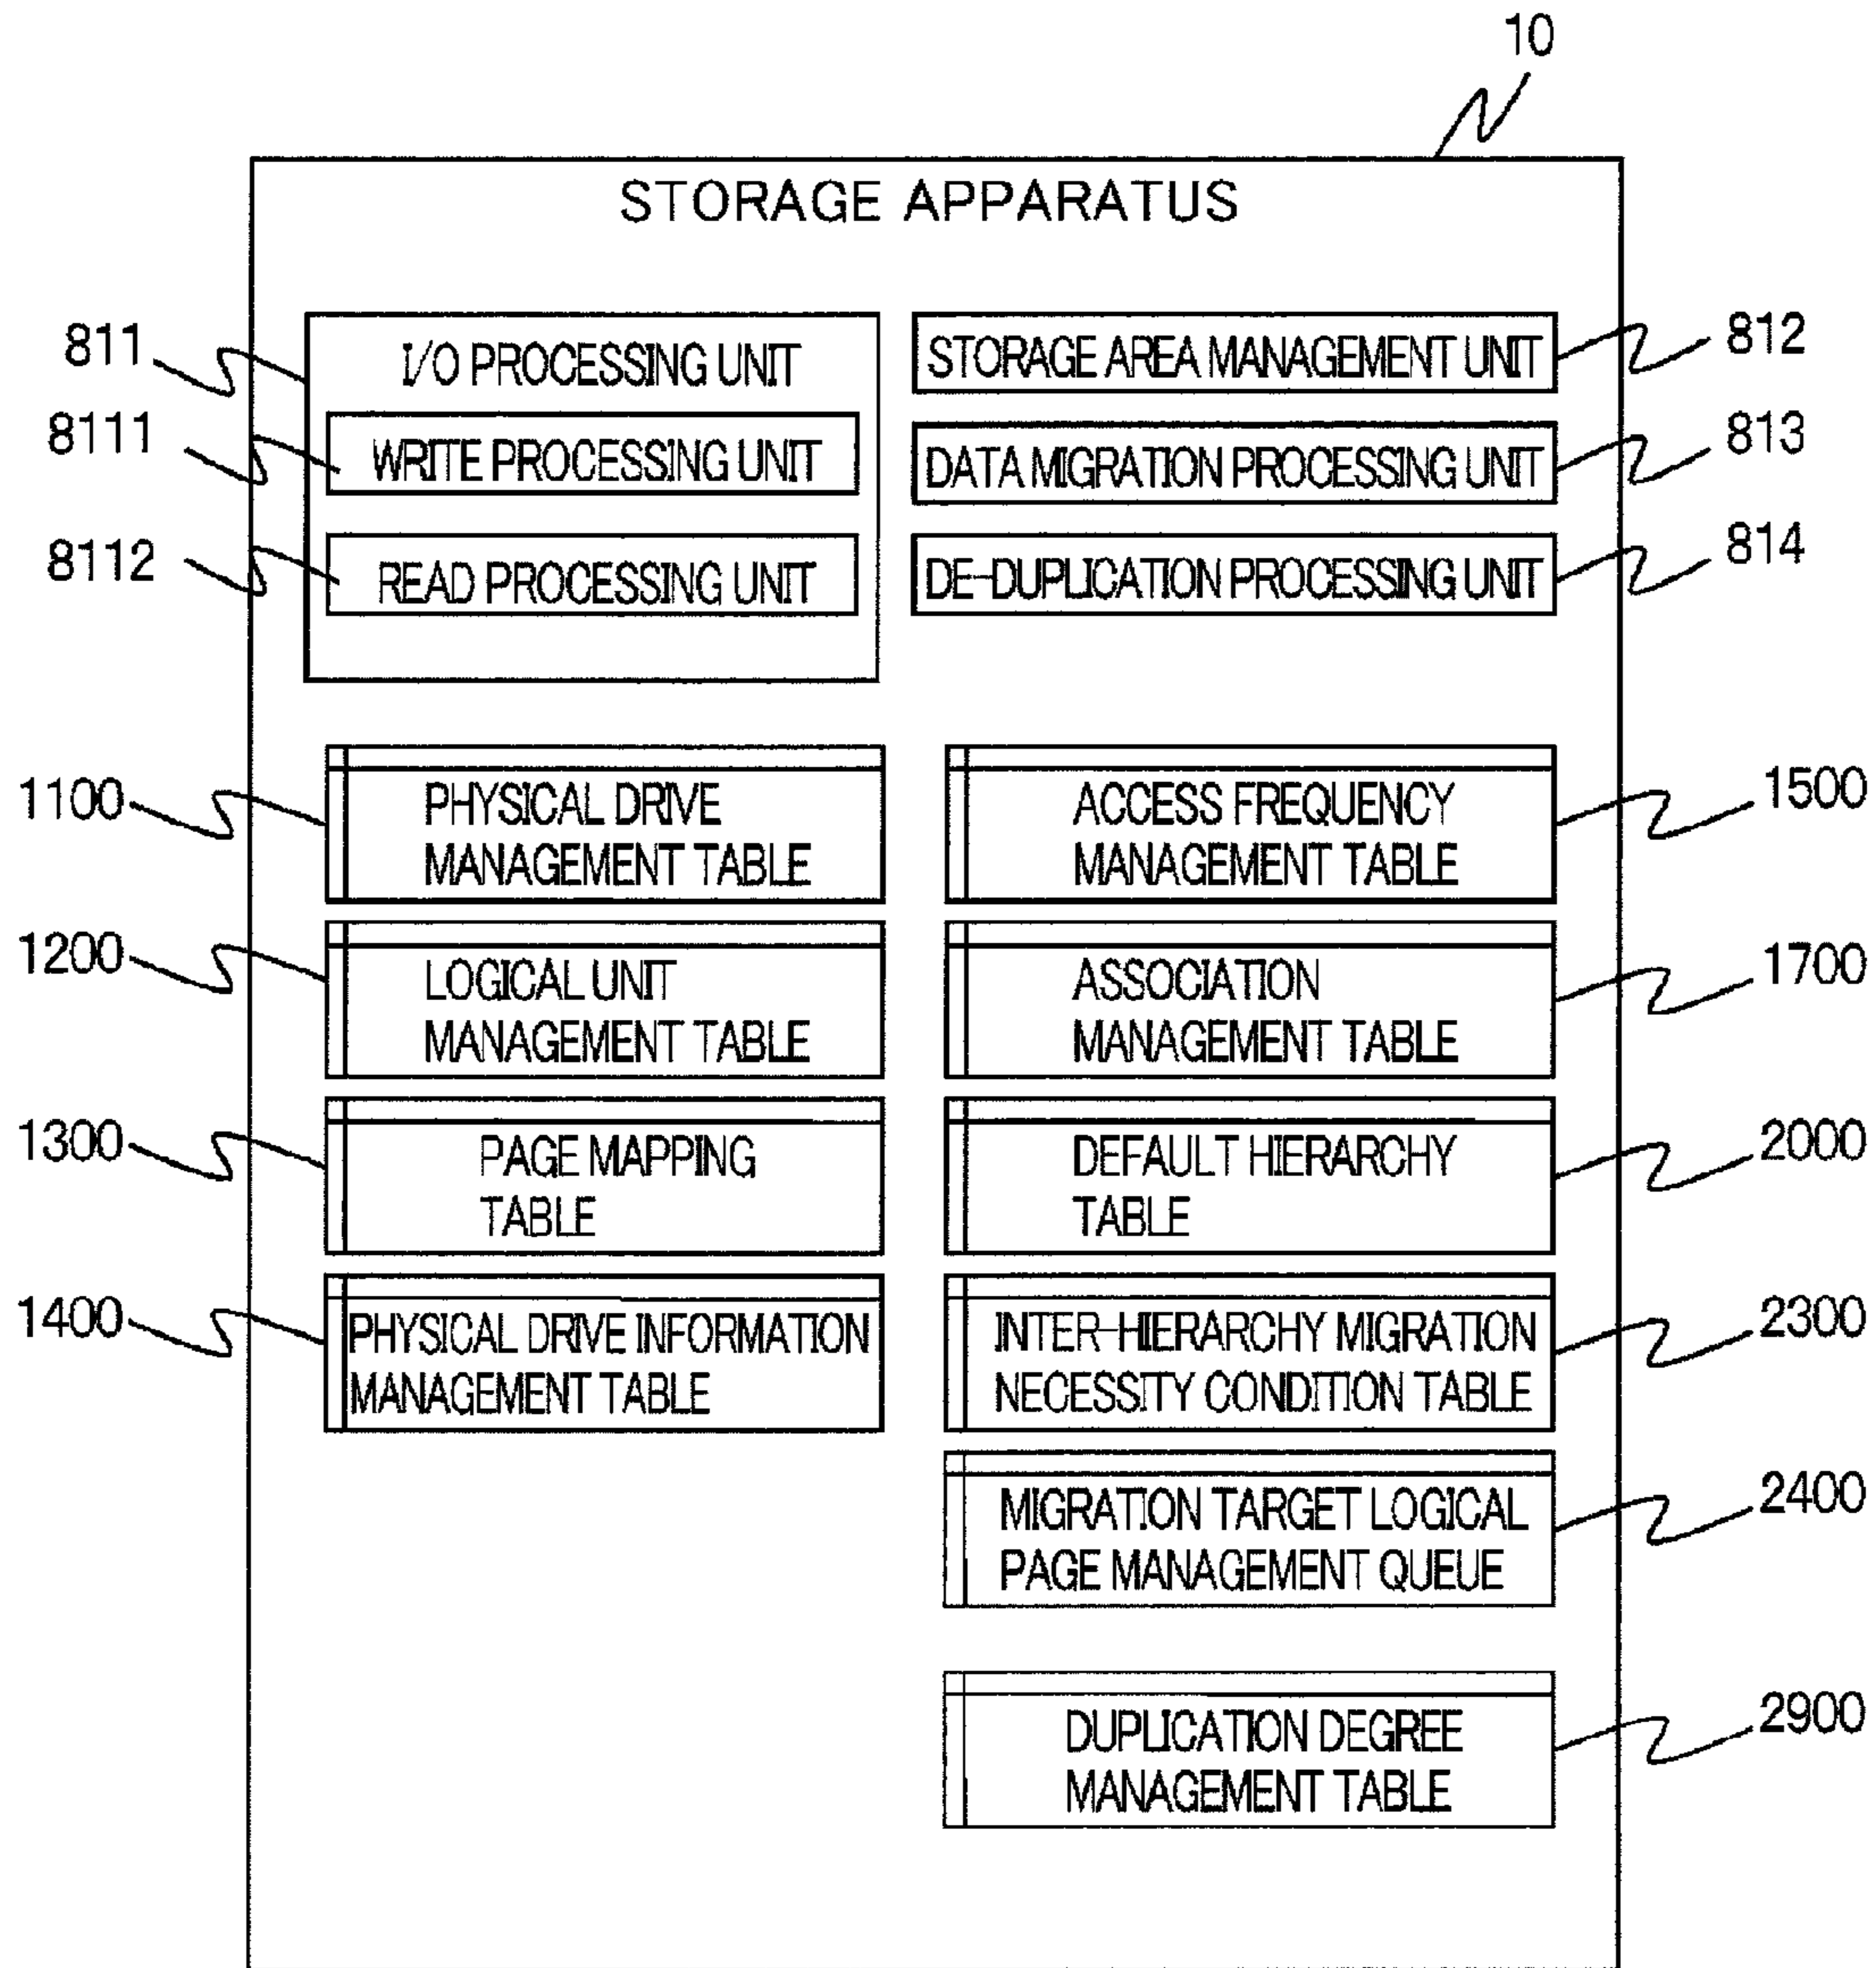 10
STORAGE APPARATUS
811
I/O PROCESSING UNIT
8111
WRITE PROCESSING UNIT
8112
READ PROCESSING UNIT
STORAGE AREA MANAGEMENT UNIT
812
DATA MIGRATION PROCESSING UNIT
813
DE-DUPLICATION PROCESSING UNIT
814
1100
PHYSICAL DRIVE
MANAGEMENT TABLE
1200
LOGICAL UNIT
MANAGEMENT TABLE
1300
PAGE MAPPING
TABLE
1400
PHYSICAL DRIVE INFORMATION
MANAGEMENT TABLE
ACCESS FREQUENCY
MANAGEMENT TABLE
1500
ASSOCIATION
MANAGEMENT TABLE
1700
DEFAULT HIERARCHY
TABLE
2000
INTER-HIERARCHY MIGRATION
NECESSITY CONDITION TABLE
2300
MIGRATION TARGET LOGICAL
PAGE MANAGEMENT QUEUE
2400
DUPLICATION DEGREE
MANAGEMENT TABLE
2900